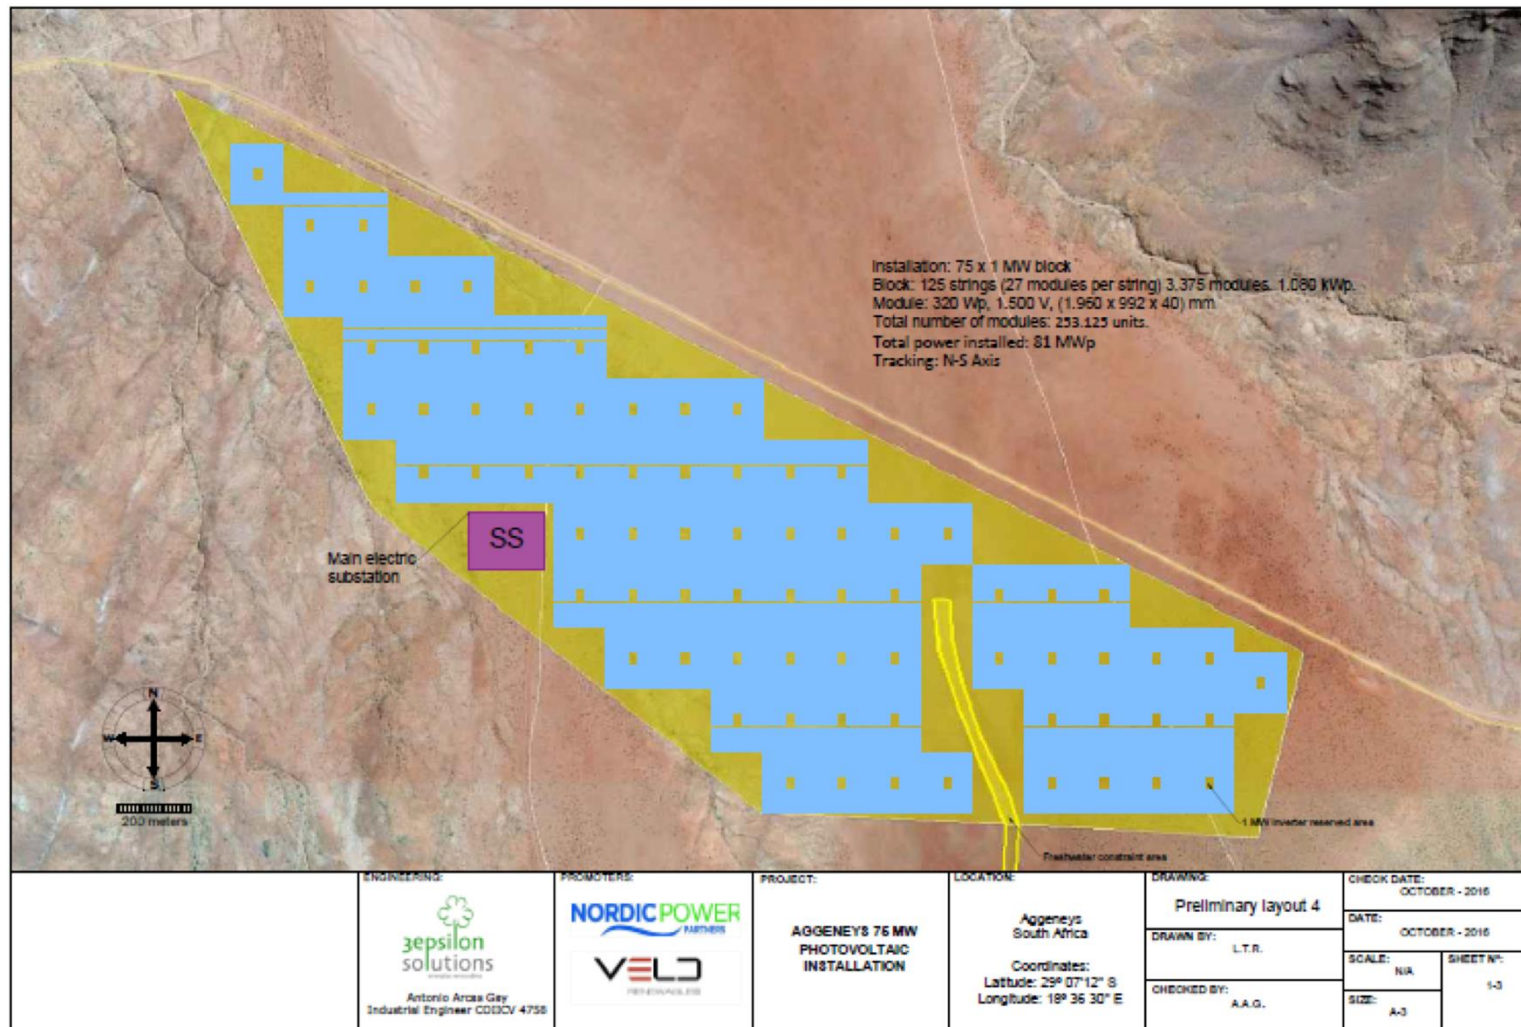 Installation: 75 x 1 MW block
Block: 125 strings (27 modules per string) 3.375 modules. 1.080 kWp.
Module: 320 Wp, 1.500 V, (1.960 x 992 x 40) mm
Total number of modules: 253.125 units.
Total power installed: 81 MWp
Tracking: N-S Axis
SS
Main electric
substation
N
W
E
S
200 meters
1 MW inverter reserved area
Freshwater constraint area
ENGINEERING:
3epsilon
solutions
Antonio Arcas Gey
Industrial Engineer COIICV 4756
PROMOTERS:
NORDIC POWER
PARTNERS
VELD
RENEWABLES
PROJECT:
AGGENEYS 75 MW
PHOTOVOLTAIC
INSTALLATION
LOCATION:
Aggeneys
South Africa
Coordinates:
Latitude: 29º 07'12" S
Longitude: 18º 36 30" E
DRAWING:
Preliminary layout 4
DRAWN BY:
L.T.R.
CHECKED BY:
A.A.G.
CHECK DATE:
OCTOBER - 2016
DATE:
OCTOBER - 2016
SCALE:
N/A
SIZE:
A-3
SHEET Nº:
1-3